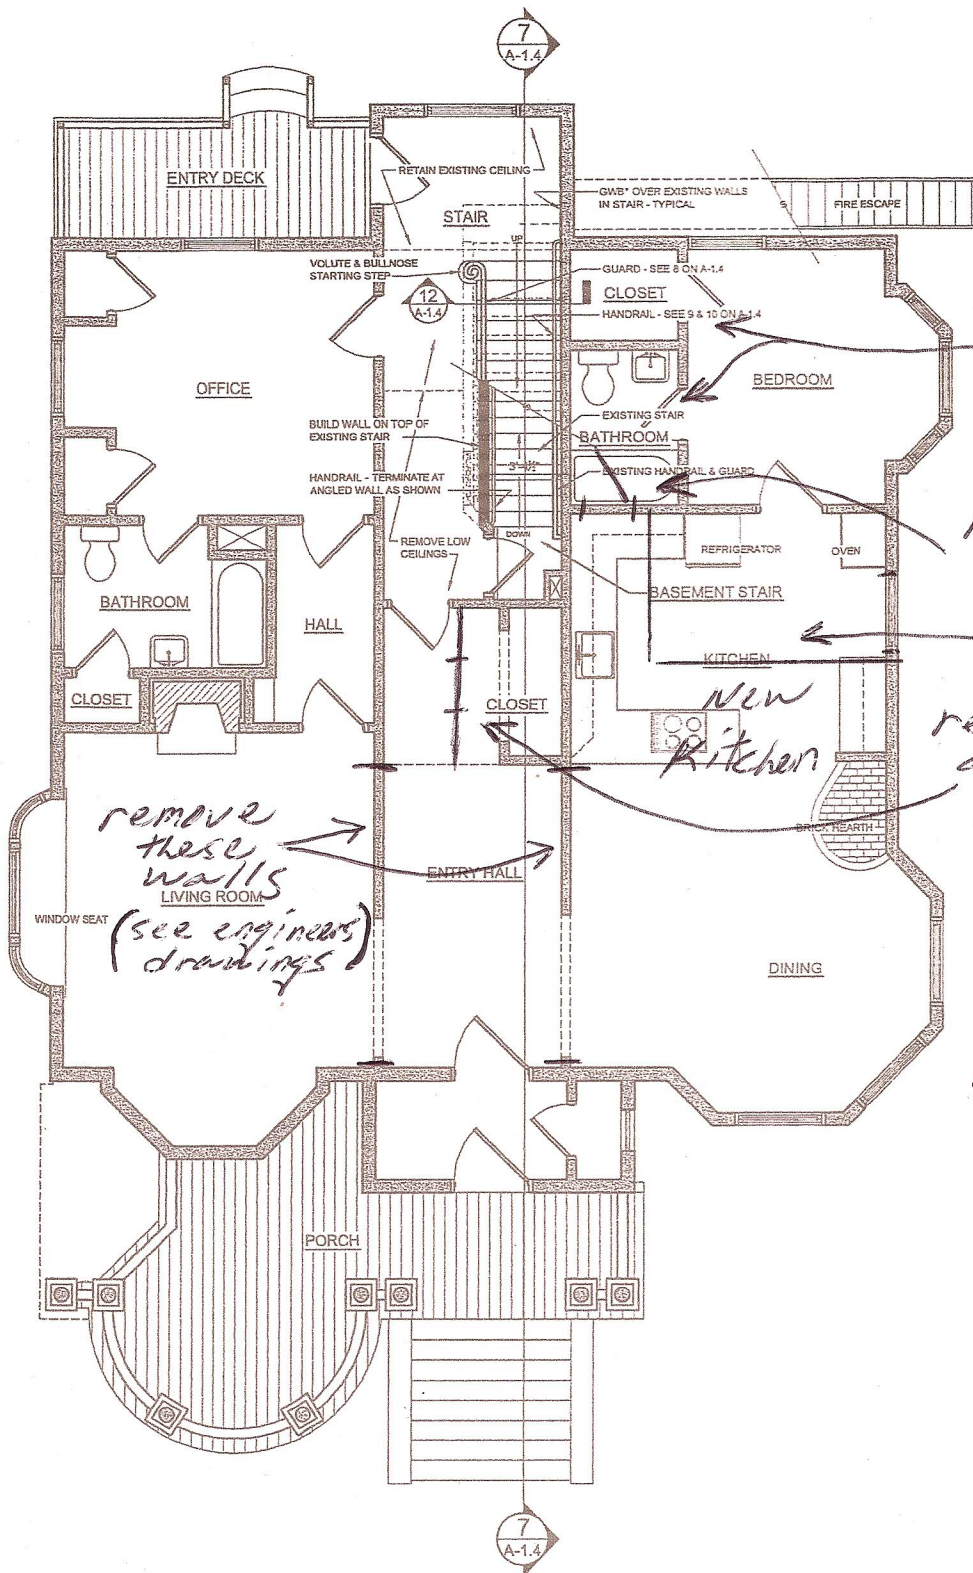 7
A-1.4
ENTRY DECK
RETAIN EXISTING CEILING
STAIR
GWB* OVER EXISTING WALLS
IN STAIR - TYPICAL
FIRE ESCAPE
UP
VOLUTE & BULLNOSE
STARTING STEP
12
A-1.4
GUARD - SEE 8 ON A-1.4
CLOSET
HANDRAIL - SEE 9 & 10 ON A-1.4
OFFICE
BEDROOM
BUILD WALL ON TOP OF
EXISTING STAIR
EXISTING STAIR
BATHROOM
HANDRAIL - TERMINATE AT
ANGLED WALL AS SHOWN
EXISTING HANDRAIL & GUARD
DOWN
REMOVE LOW
CEILINGS
REFRIGERATOR
OVEN
BASEMENT STAIR
BATHROOM
HALL
KITCHEN
CLOSET
CLOSET
New
Kitchen
remove
these
walls
BRICK HEARTH
ENTRY HALL
LIVING ROOM
WINDOW SEAT
(see engineers
drawings)
DINING
PORCH
7
A-1.4